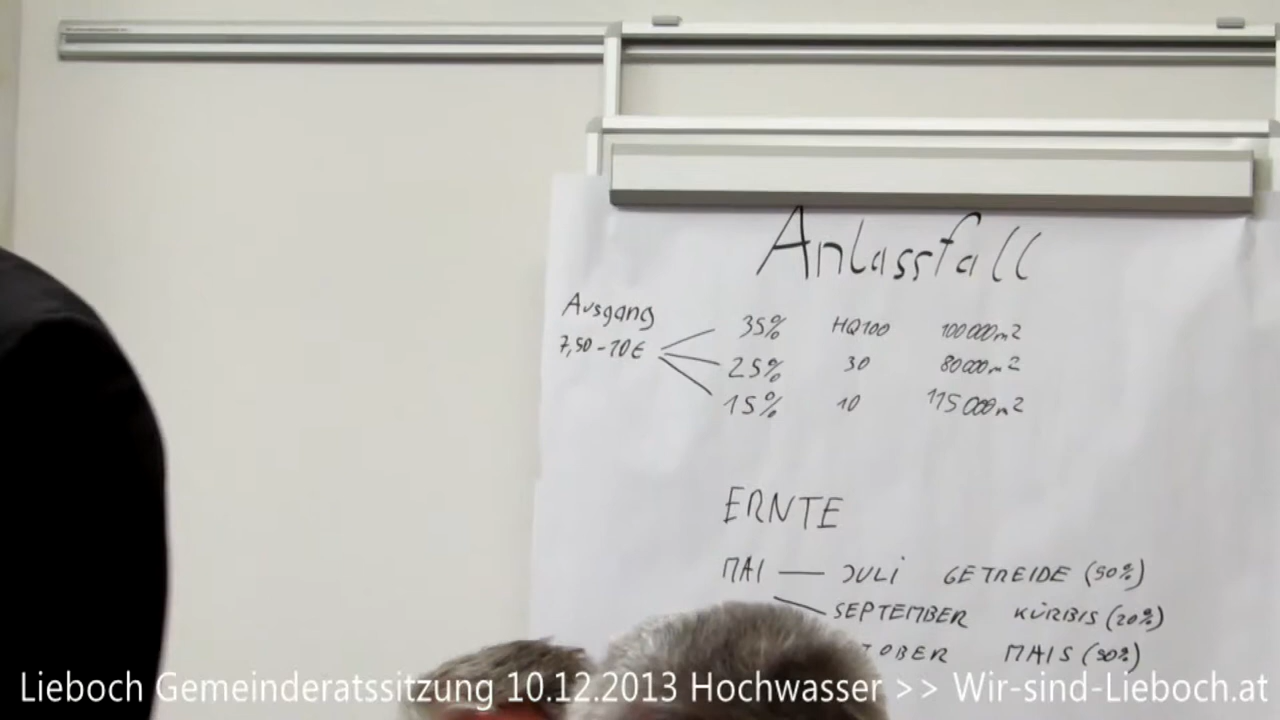 Anlassfall
Ausgang
7,50-10€
35% HQ100 100000m2
25% 30 80000m2
15% 10 115000m2
ERNTE
MAI — JULi GETREIDE (50%)
SEPTEMBER KÜRBIS (20%)
TOBER MAIS (30%)
Lieboch Gemeinderatssitzung 10.12.2013 Hochwasser >> Wir-sind-Lieboch.at